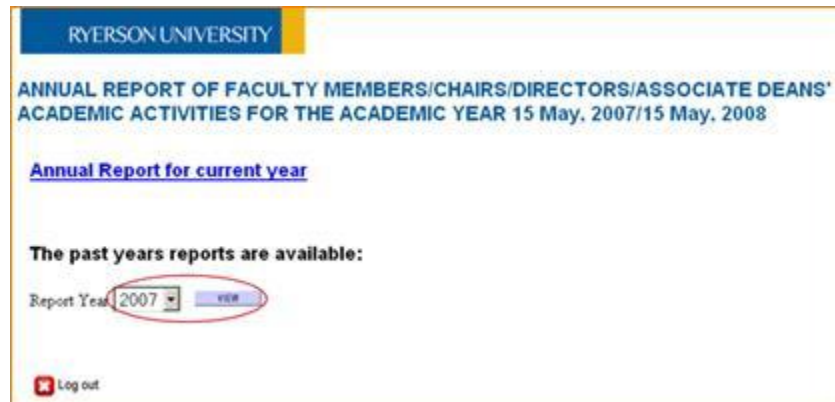 RYERSON UNIVERSITY
ANNUAL REPORT OF FACULTY MEMBERS/CHAIRS/DIRECTORS/ASSOCIATE DEANS'
ACADEMIC ACTIVITIES FOR THE ACADEMIC YEAR 15 May, 2007/15 May, 2008
Annual Report for current year
The past years reports are available:
Report Year 2007 VIEW
Log out